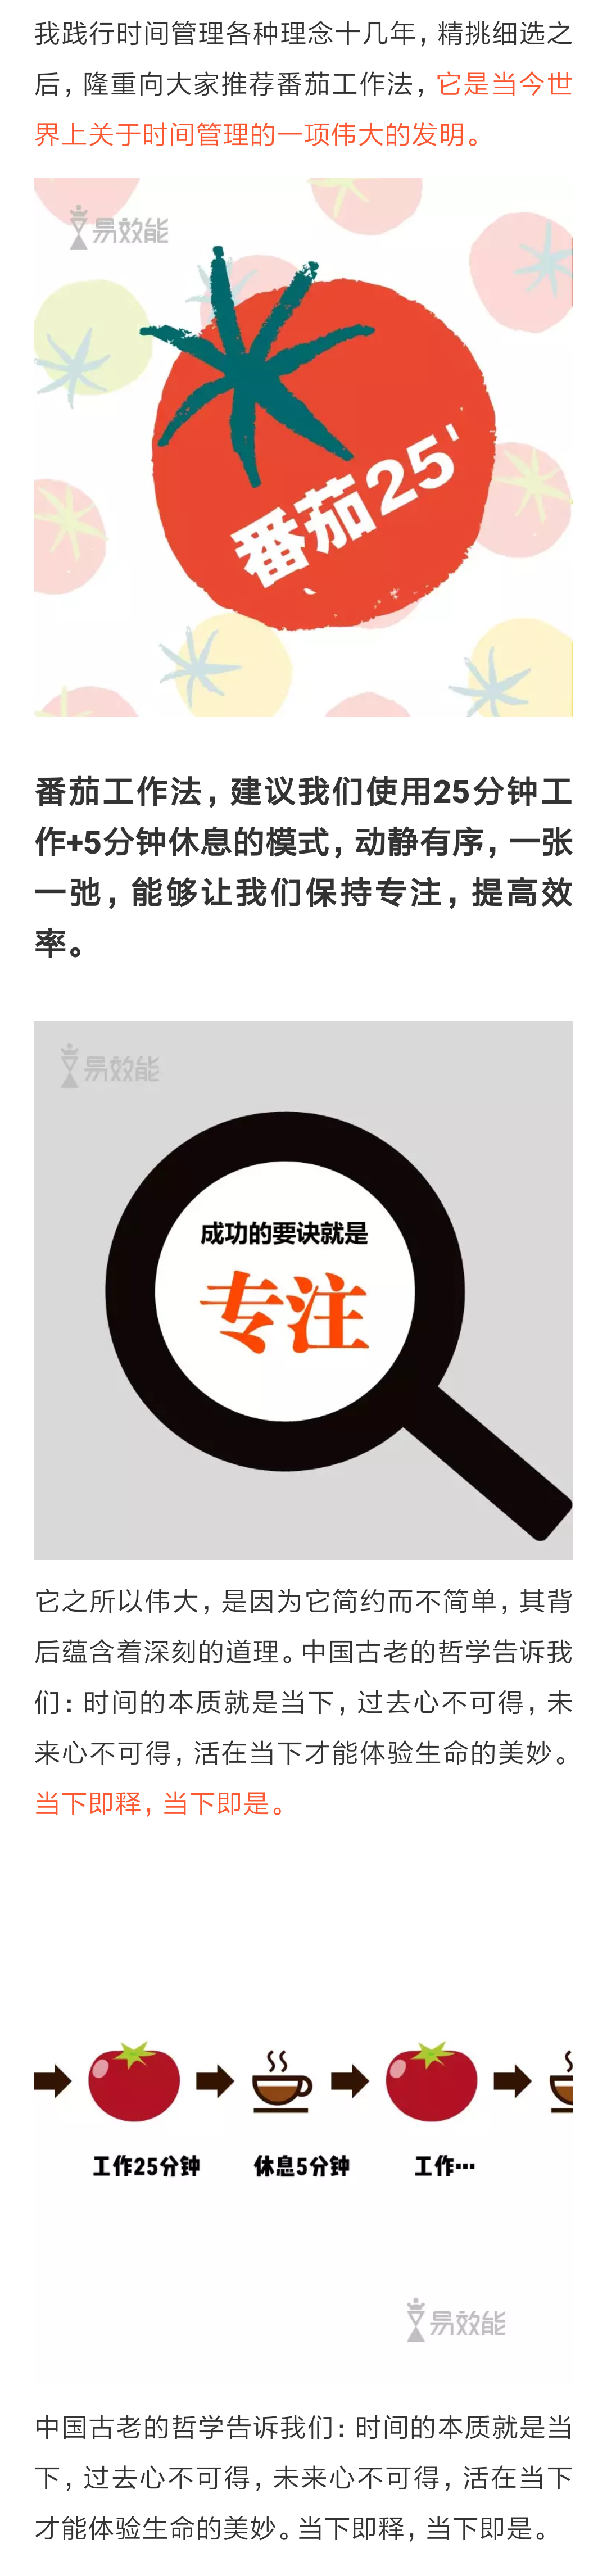 我践行时间管理各种理念十几年，精挑细选之
后，隆重向大家推荐番茄工作法，它是当今世
界上关于时间管理的一项伟大的发明。
易效能
番茄25'
番茄工作法，建议我们使用25分钟工
作+5分钟休息的模式，动静有序，一张
一弛，能够让我们保持专注，提高效
率。
易效能
成功的要诀就是
专注
它之所以伟大，是因为它简约而不简单，其背
后蕴含着深刻的道理。中国古老的哲学告诉我
们：时间的本质就是当下，过去心不可得，未
来心不可得，活在当下才能体验生命的美妙。
当下即释，当下即是。
工作25分钟 休息5分钟 工作···
易效能
中国古老的哲学告诉我们：时间的本质就是当
下，过去心不可得，未来心不可得，活在当下
才能体验生命的美妙。当下即释，当下即是。